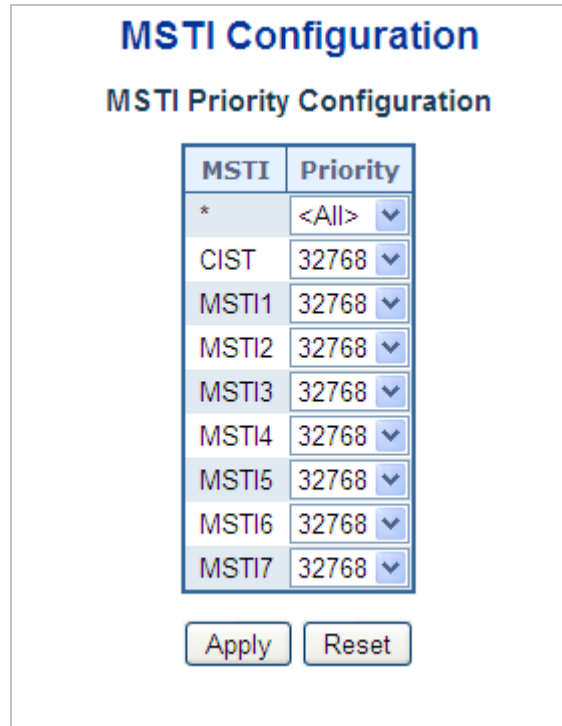 MSTI Configuration
MSTI Priority Configuration
MSTI Priority
* <All>
CIST 32768
MSTI1 32768
MSTI2 32768
MSTI3 32768
MSTI4 32768
MSTI5 32768
MSTI6 32768
MSTI7 32768
Apply Reset